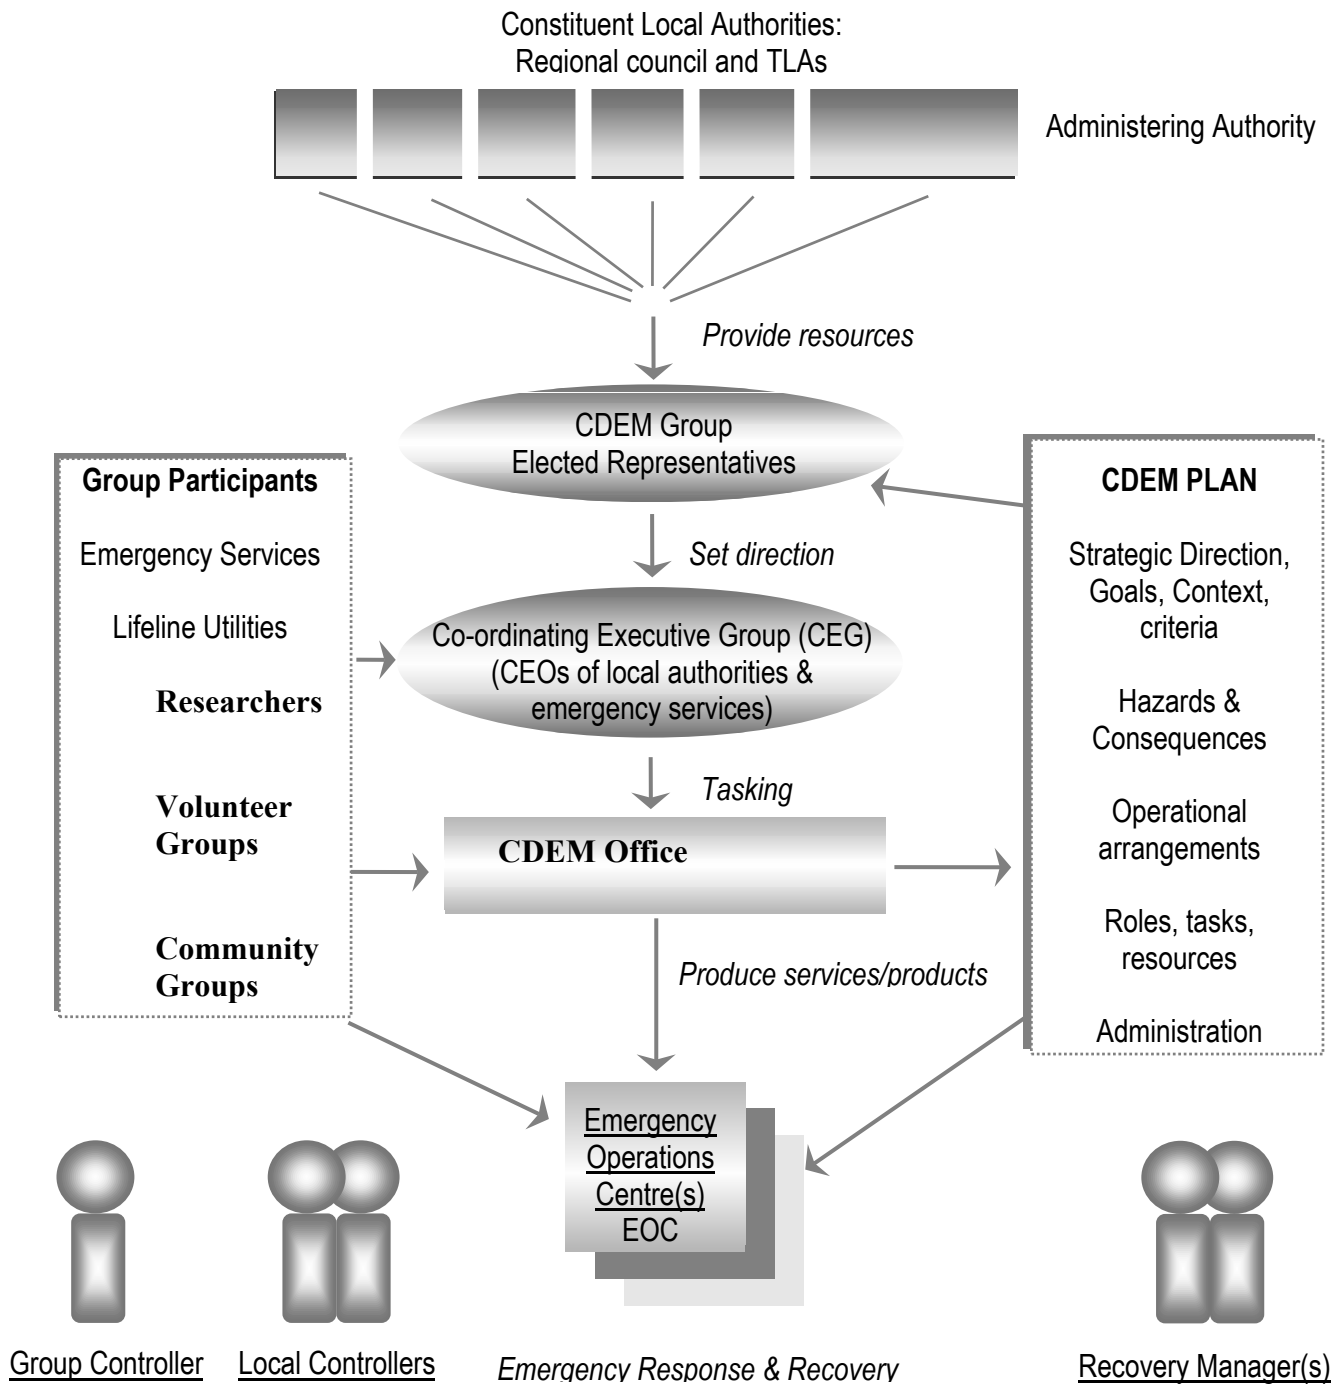 Constituent Local Authorities:
Regional council and TLAs
Administering Authority
Provide resources
CDEM Group
Elected Representatives
Group Participants
Emergency Services
Lifeline Utilities
Researchers
Volunteer
Groups
Community
Groups
Set direction
Co-ordinating Executive Group (CEG)
(CEOs of local authorities &
emergency services)
Tasking
CDEM Office
Produce services/products
CDEM PLAN
Strategic Direction,
Goals, Context,
criteria
Hazards &
Consequences
Operational
arrangements
Roles, tasks,
resources
Administration
Emergency
Operations
Centre(s)
EOC
Group Controller
Local Controllers
Emergency Response & Recovery
Recovery Manager(s)